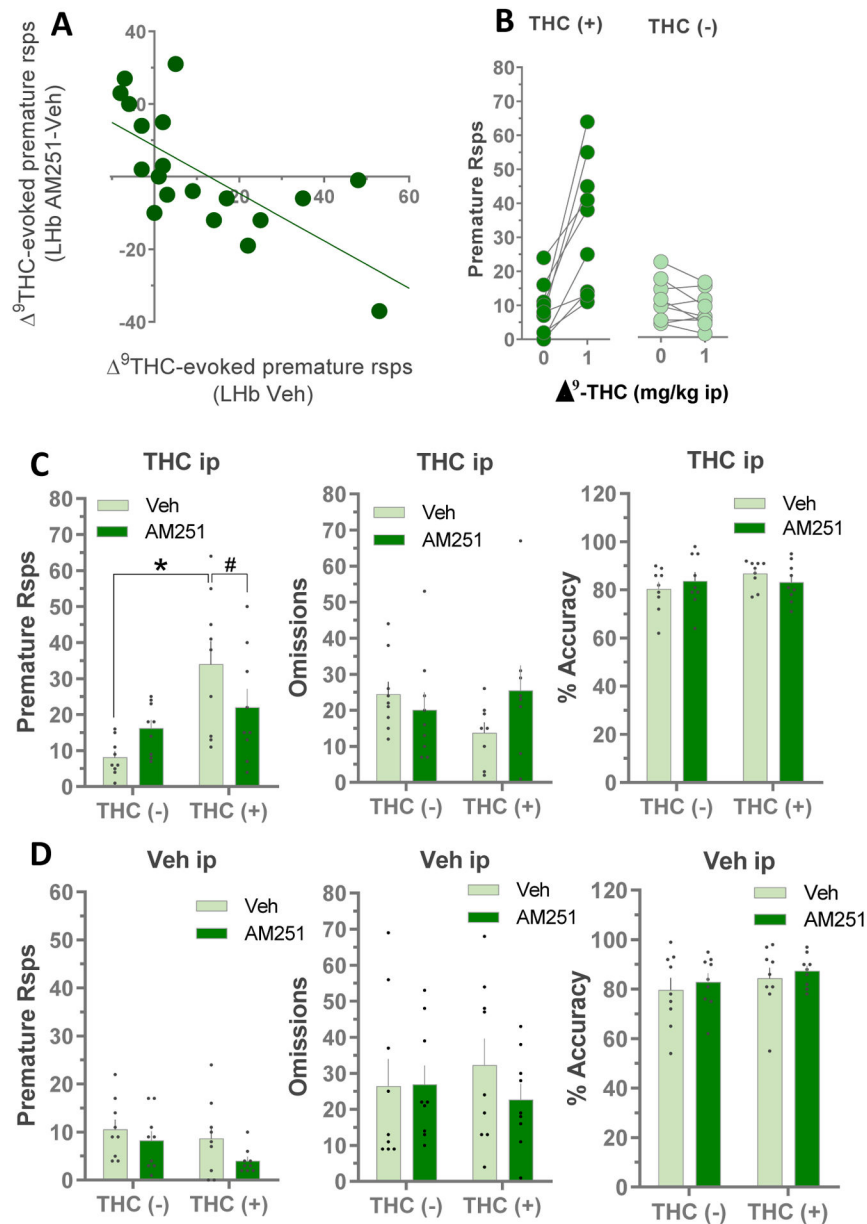 A
Δ⁹THC-evoked premature rsps
(LHb AM251-Veh)
40
20
-20
-40
20
40
60
Δ⁹THC-evoked premature rsps
(LHb Veh)
B
THC (+)
THC (-)
Premature Rsps
80
70
60
50
40
30
20
10
0
0 1 0 1
Δ⁹-THC (mg/kg ip)
C
THC ip
Premature Rsps
80
70
60
50
40
30
20
10
0
Veh
AM251
*
#
THC (-) THC (+)
THC ip
Omissions
80
70
60
50
40
30
20
10
0
Veh
AM251
THC (-) THC (+)
THC ip
% Accuracy
120
100
80
60
40
20
0
Veh
AM251
THC (-) THC (+)
D
Veh ip
Premature Rsps
60
50
40
30
20
10
0
Veh
AM251
THC (-) THC (+)
Veh ip
Omissions
80
70
60
50
40
30
20
10
0
Veh
AM251
THC (-) THC (+)
Veh ip
% Accuracy
120
100
80
60
40
20
0
Veh
AM251
THC (-) THC (+)